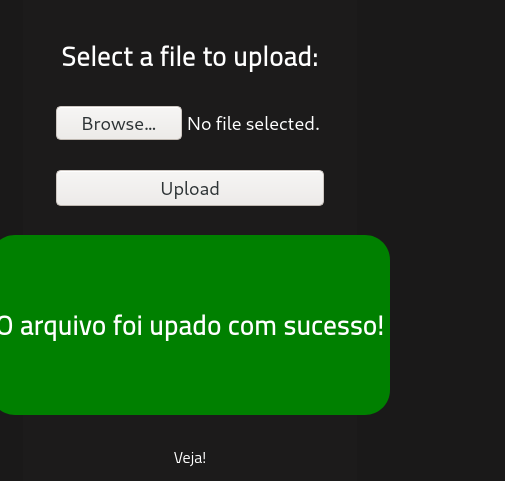 Select a file to upload:
Browse... No file selected.
Upload
O arquivo foi upado com sucesso!
Veja!